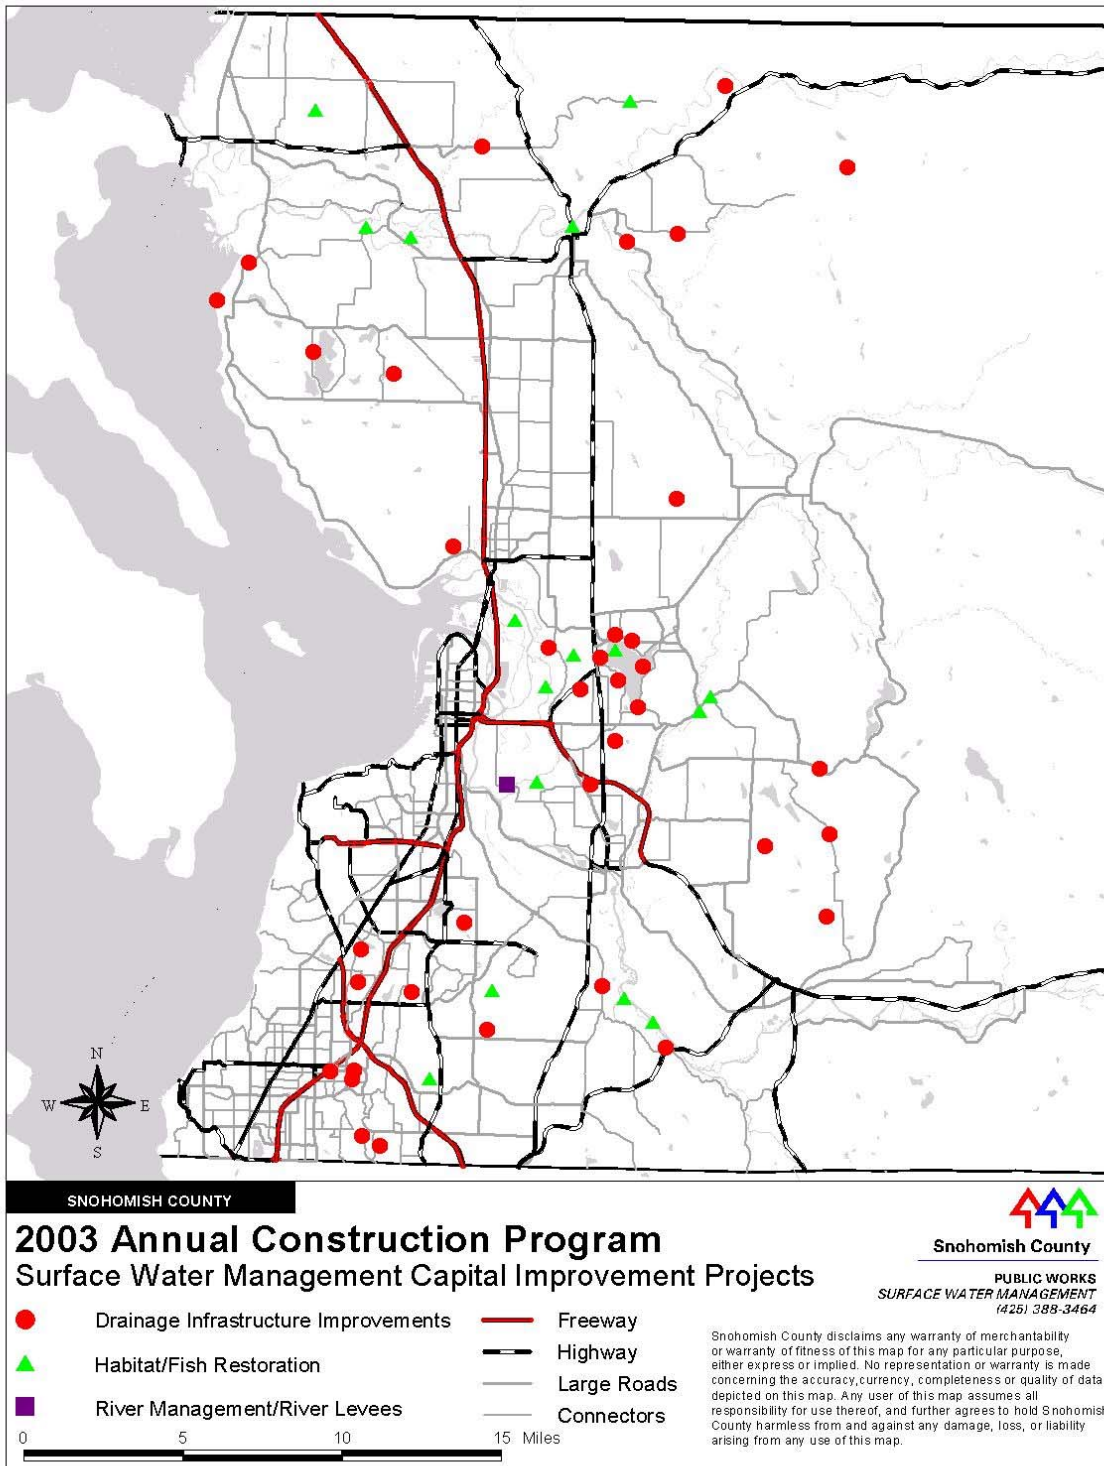 N
W E
S
SNOHOMISH COUNTY
2003 Annual Construction Program
Surface Water Management Capital Improvement Projects
Drainage Infrastructure Improvements
Habitat/Fish Restoration
River Management/River Levees
0 5 10 15 Miles
Freeway
Highway
Large Roads
Connectors
Snohomish County
PUBLIC WORKS
SURFACE WATER MANAGEMENT
(425) 388-3464
Snohomish County disclaims any warranty of merchantability
or warranty of fitness of this map for any particular purpose,
either express or implied. No representation or warranty is made
concerning the accuracy,currency, completeness or quality of data
depicted on this map. Any user of this map assumes all
responsibility for use thereof, and further agrees to hold Snohomish
County harmless from and against any damage, loss, or liability
arising from any use of this map.